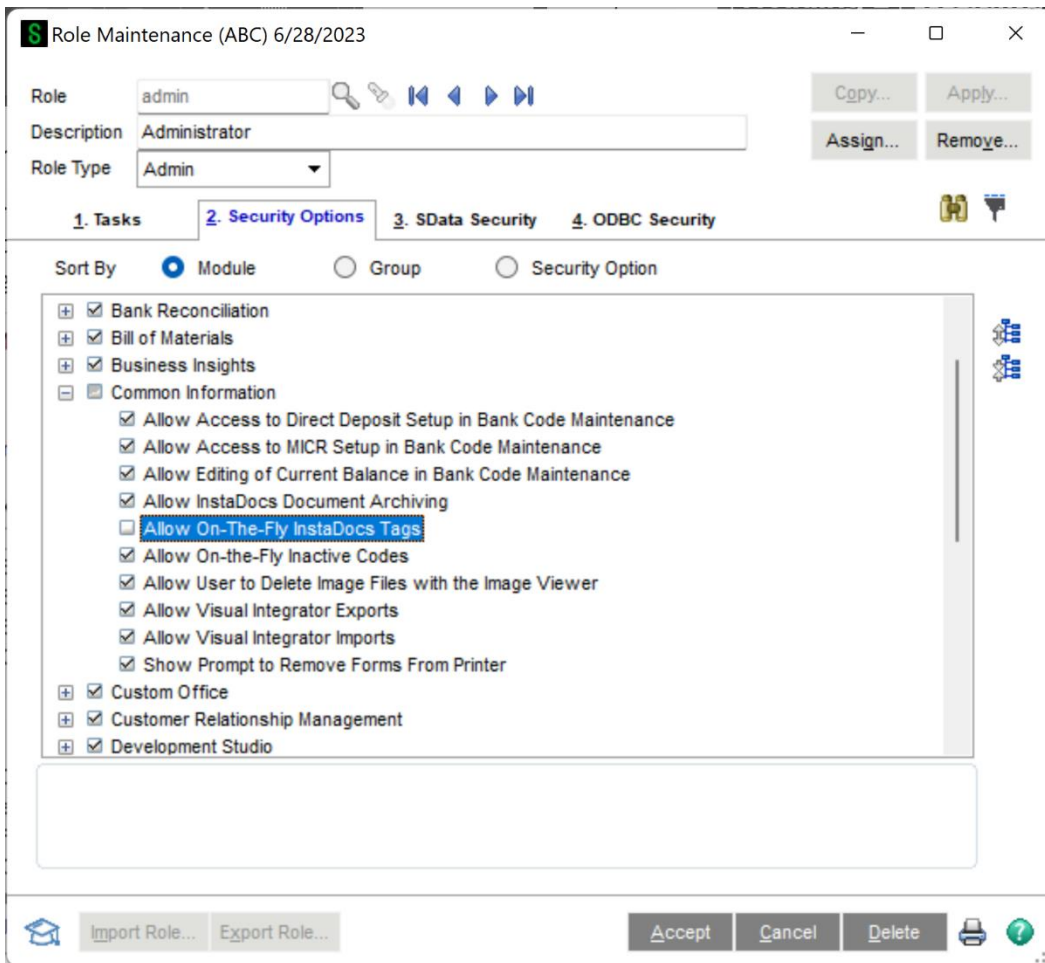 S Role Maintenance (ABC) 6/28/2023
Role admin Copy... Apply...
Description Administrator Assign... Remove...
Role Type Admin
1. Tasks 2. Security Options 3. SData Security 4. ODBC Security
Sort By Module Group Security Option
Bank Reconciliation
Bill of Materials
Business Insights
Common Information
Allow Access to Direct Deposit Setup in Bank Code Maintenance
Allow Access to MICR Setup in Bank Code Maintenance
Allow Editing of Current Balance in Bank Code Maintenance
Allow InstaDocs Document Archiving
Allow On-The-Fly InstaDocs Tags
Allow On-the-Fly Inactive Codes
Allow User to Delete Image Files with the Image Viewer
Allow Visual Integrator Exports
Allow Visual Integrator Imports
Show Prompt to Remove Forms From Printer
Custom Office
Customer Relationship Management
Development Studio
Import Role... Export Role... Accept Cancel Delete ?